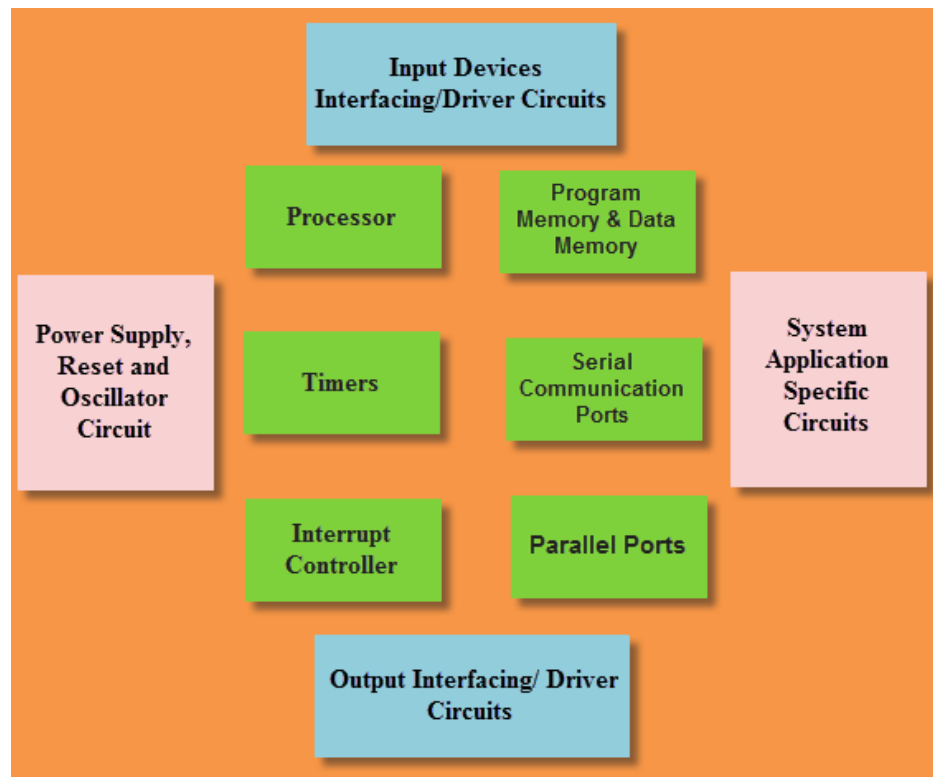 Input Devices
Interfacing/Driver Circuits
Processor
Program
Memory & Data
Memory
Power Supply,
Reset and
Oscillator
Circuit
Timers
Serial
Communication
Ports
System
Application
Specific
Circuits
Interrupt
Controller
Parallel Ports
Output Interfacing/ Driver
Circuits